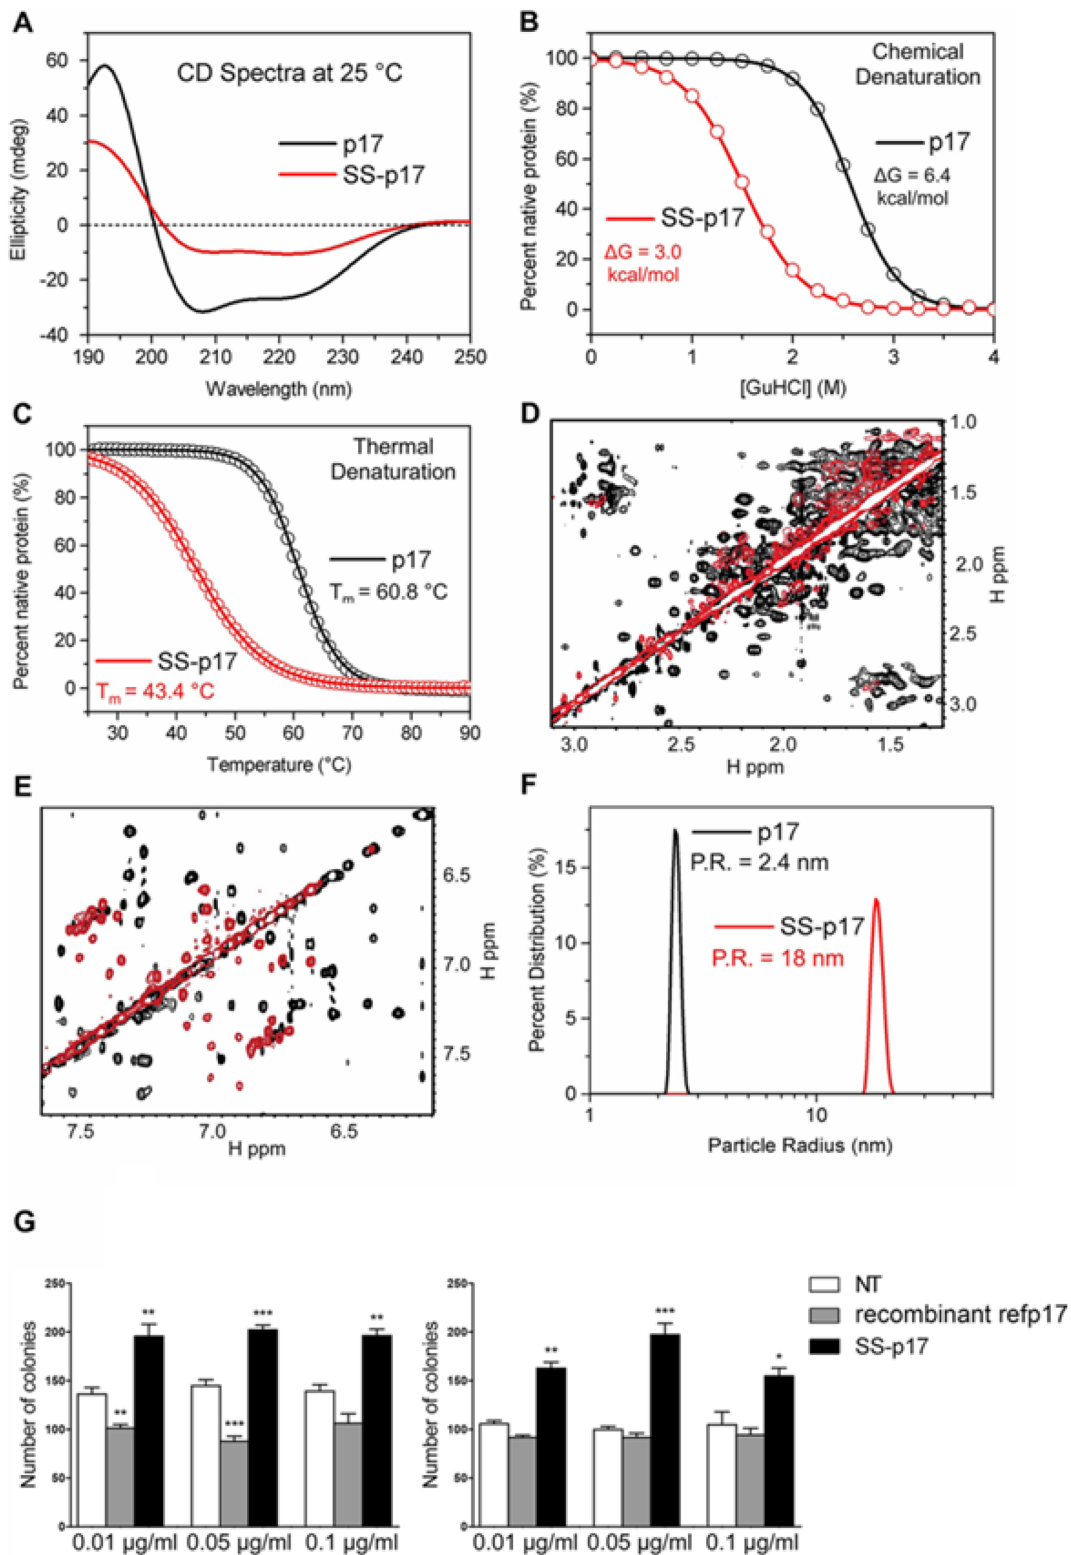 A
CD Spectra at 25 °C
p17
SS-p17
Ellipticity (mdeg)
60
40
20
0
-20
-40
190 200 210 220 230 240 250
Wavelength (nm)
B
Chemical
Denaturation
p17
ΔG = 6.4
kcal/mol
SS-p17
ΔG = 3.0
kcal/mol
Percent native protein (%)
100
80
60
40
20
0
0 1 2 3 4
[GuHCl] (M)
C
Thermal
Denaturation
p17
Tm = 60.8 °C
SS-p17
Tm = 43.4 °C
Percent native protein (%)
100
80
60
40
20
0
30 40 50 60 70 80 90
Temperature (°C)
D
1.0
1.5
2.0
2.5
3.0
H ppm
3.0 2.5 2.0 1.5
H ppm
E
6.5
7.0
7.5
H ppm
7.5 7.0 6.5
H ppm
F
p17
P.R. = 2.4 nm
SS-p17
P.R. = 18 nm
Percent Distribution (%)
15
10
5
0
1 10
Particle Radius (nm)
G
Number of colonies
250
200
150
100
50
0
** ** *** *** **
0.01 µg/ml 0.05 µg/ml 0.1 µg/ml
Number of colonies
250
200
150
100
50
0
** *** *
0.01 µg/ml 0.05 µg/ml 0.1 µg/ml
NT
recombinant refp17
SS-p17